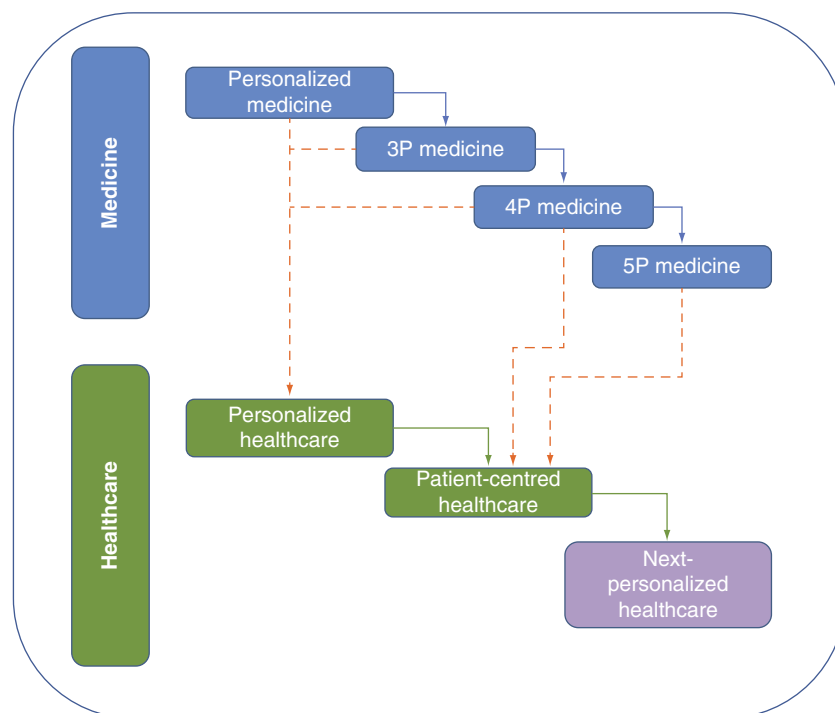 Medicine
Personalized
medicine
3P medicine
4P medicine
5P medicine
Healthcare
Personalized
healthcare
Patient-centred
healthcare
Next-
personalized
healthcare